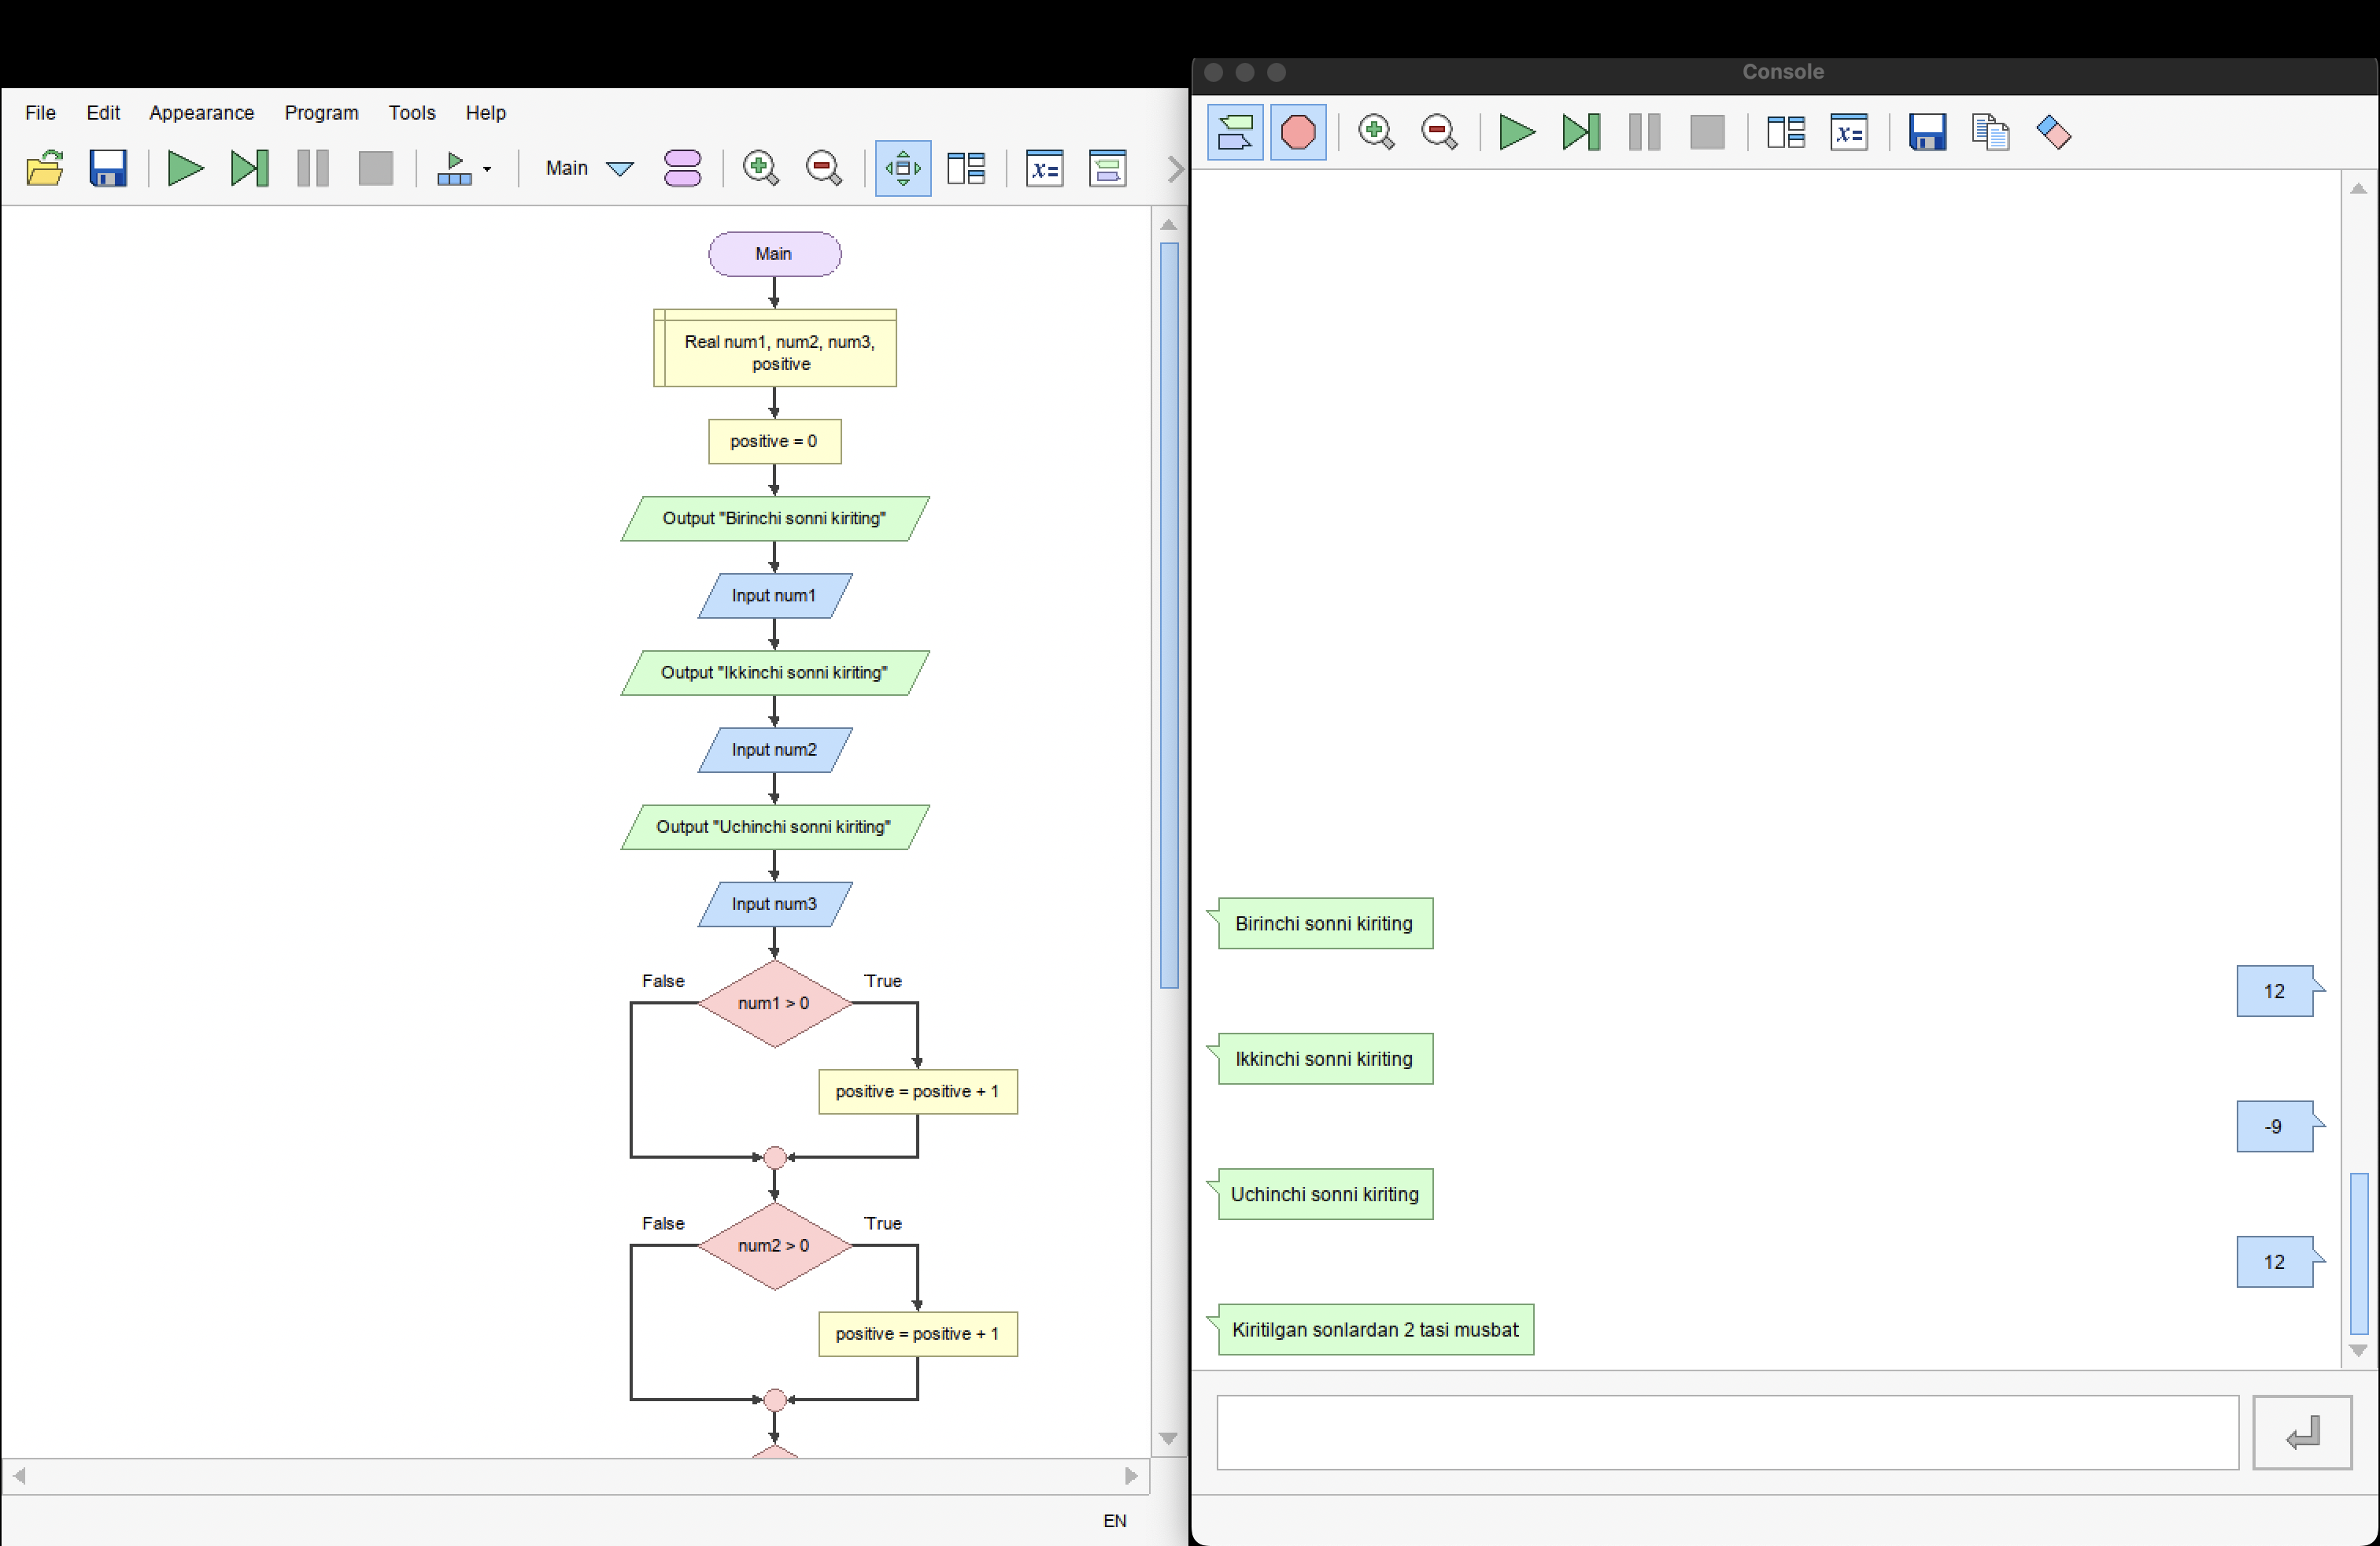 Console
File Edit Appearance Program Tools Help
Main
x=
x=
Main
Real num1, num2, num3,
positive
positive = 0
Output "Birinchi sonni kiriting"
Input num1
Output "Ikkinchi sonni kiriting"
Input num2
Output "Uchinchi sonni kiriting"
Input num3
False
True
num1 > 0
positive = positive + 1
False
True
num2 > 0
positive = positive + 1
EN
Birinchi sonni kiriting
12
Ikkinchi sonni kiriting
-9
Uchinchi sonni kiriting
12
Kiritilgan sonlardan 2 tasi musbat